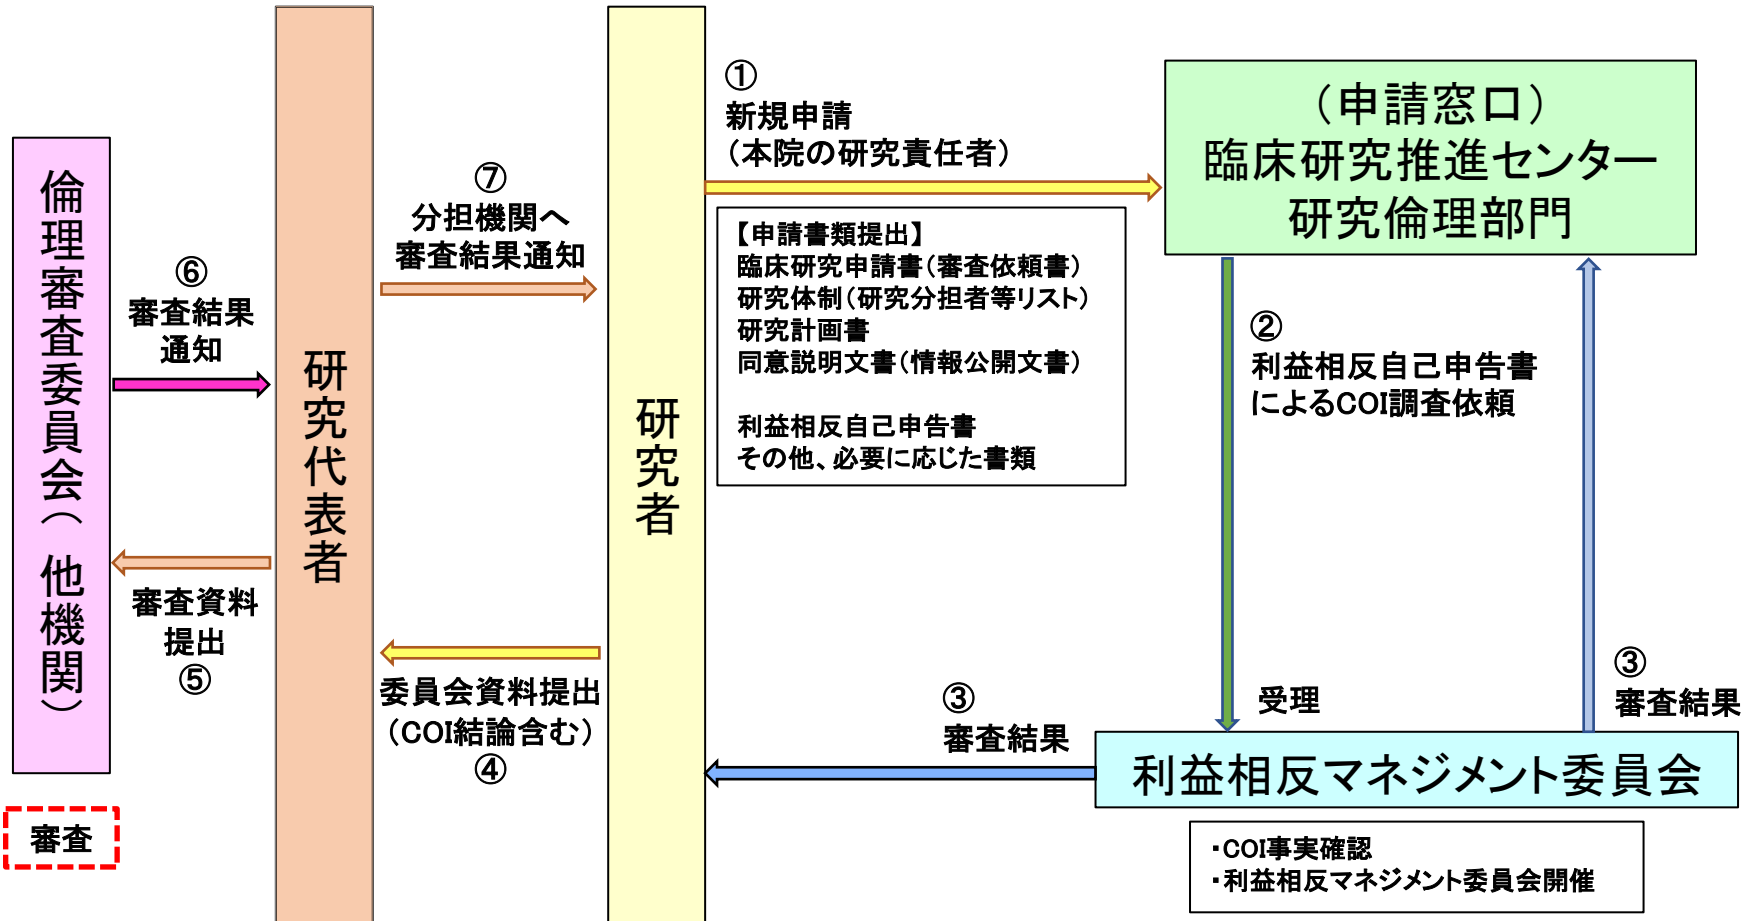 倫理審査委員会（他機関）
審査
⑥
審査結果
通知
審査資料
提出
⑤
研究代表者
⑦
分担機関へ
審査結果通知
委員会資料提出
（COI結論含む）
④
研究者
①
新規申請
（本院の研究責任者）
【申請書類提出】
臨床研究申請書（審査依頼書）
研究体制（研究分担者等リスト）
研究計画書
同意説明文書（情報公開文書）
利益相反自己申告書
その他、必要に応じた書類
（申請窓口）
臨床研究推進センター
研究倫理部門
②
利益相反自己申告書
によるCOI調査依頼
受理
③
審査結果
③
審査結果
利益相反マネジメント委員会
・COI事実確認
・利益相反マネジメント委員会開催